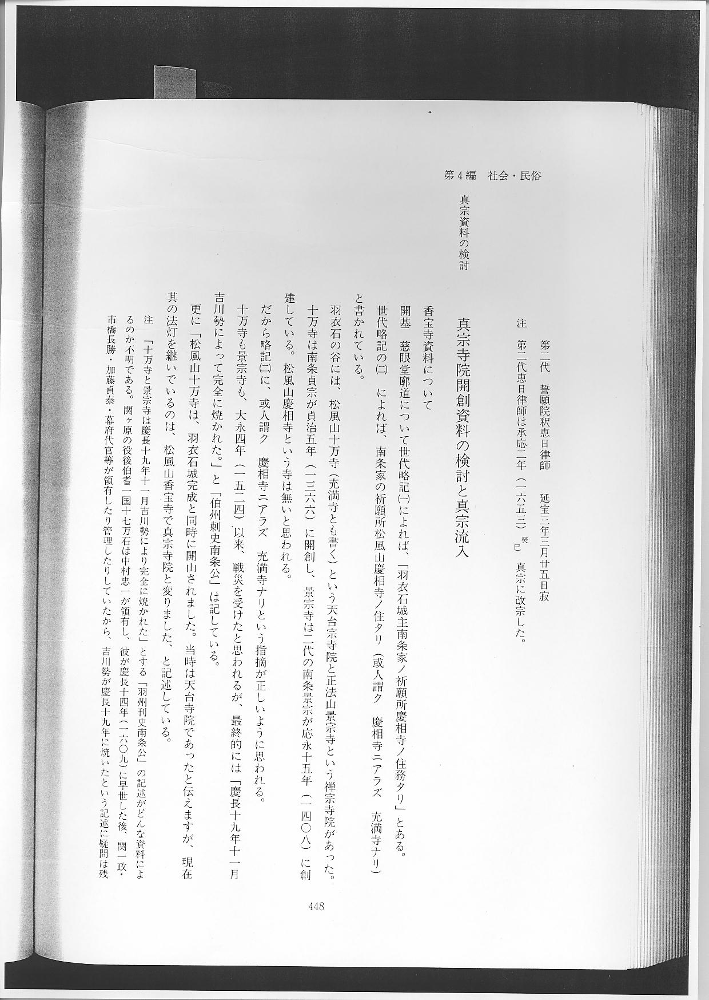 第4編　社会・民俗
真宗資料の検討
第二代　誓願院釈恵日律師　　延宝三年三月廿五日寂
注　第二代恵日律師は承応二年（一六五三）癸巳　真宗に改宗した。
真宗寺院開創資料の検討と真宗流入
香宝寺資料について
開基　慈眼堂廓道について世代略記㈠によれば、「羽衣石城主南条家ノ祈願所慶相寺ノ住務タリ」とある。
世代略記の㈡　によれば、南条家の祈願所松風山慶相寺ノ住タリ（或人謂ク　慶相寺ニアラズ　充満寺ナリ）
と書かれている。
羽衣石の谷には、松風山十万寺（充満寺とも書く）という天台宗寺院と正法山景宗寺という禅宗寺院があった。
十万寺は南条貞宗が貞治五年（一三六六）に開創し、景宗寺は二代の南条景宗が応永十五年（一四〇八）に創
建している。松風山慶相寺という寺は無いと思われる。
だから略記㈡に、或人謂ク　慶相寺ニアラズ　充満寺ナリという指摘が正しいように思われる。
十万寺も景宗寺も、大永四年（一五二四）以来、戦災を受けたと思われるが、最終的には「慶長十九年十一月
吉川勢によって完全に焼かれた。」と「伯州刺史南条公」は記している。
更に「松風山十万寺は、羽衣石城完成と同時に開山されました。当時は天台寺院であったと伝えますが、現在
其の法灯を継いでいるのは、松風山香宝寺で真宗寺院と変りました、と記述している。
注　「十万寺と景宗寺は慶長十九年十一月吉川勢により完全に焼かれた」とする「羽州刊史南条公」の記述がどんな資料によ
るのか不明である。関ヶ原の役後伯耆一国十七万石は中村忠一が領有し、彼が慶長十四年（一六〇九）に早世した後、関一政・
市橋長勝・加藤貞泰・幕府代官等が領有したり管理したりしていたから、吉川勢が慶長十九年に焼いたという記述に疑問は残
448